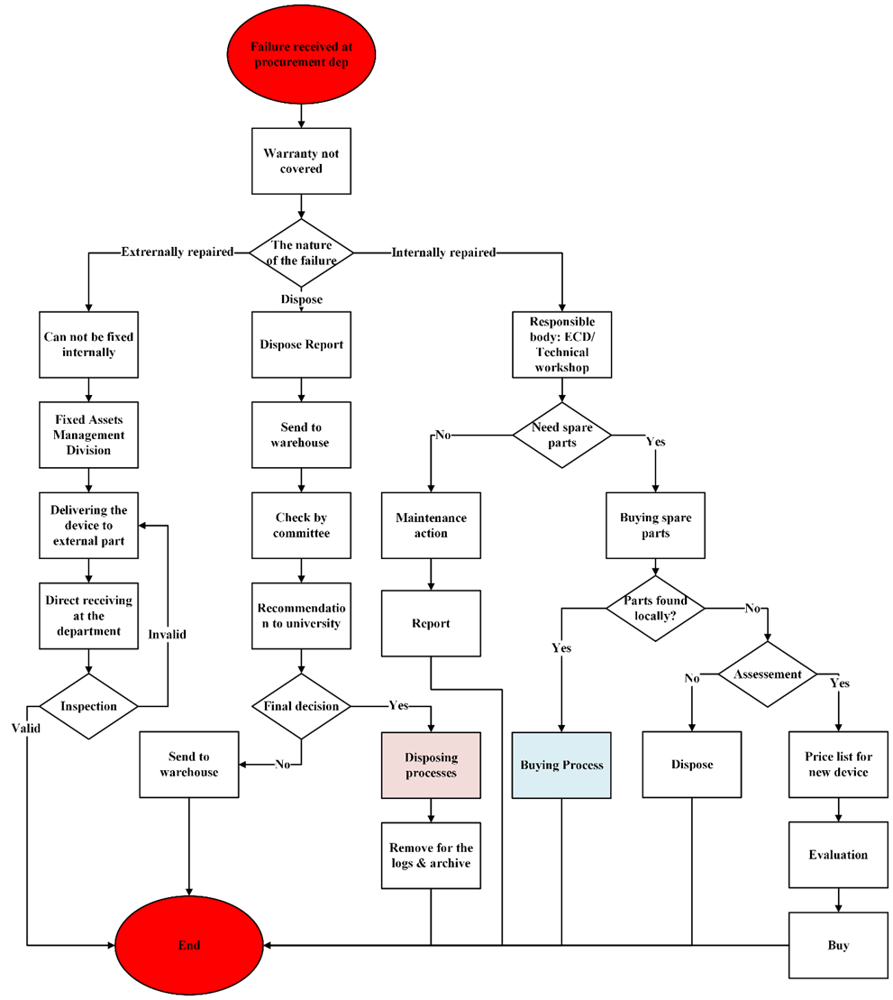 Failure received at
procurement dep
Warranty not
covered
Extrernally repaired
The nature
of the failure
Internally repaired
Dispose
Can not be fixed
internally
Dispose Report
Responsible
body: ECD/
Technical
workshop
Fixed Assets
Management
Division
Send to
warehouse
No
Need spare
parts
Yes
Delivering the
device to
external part
Check by
committee
Maintenance
action
Buying spare
parts
Direct receiving
at the
department
Invalid
Recommendatio
n to university
Report
Parts found
locally?
No
Yes
Inspection
Valid
Final decision
Yes
Assessement
No
Yes
Send to
warehouse
No
Disposing
processes
Buying Process
Dispose
Price list for
new device
Remove for the
logs & archive
Evaluation
End
Buy